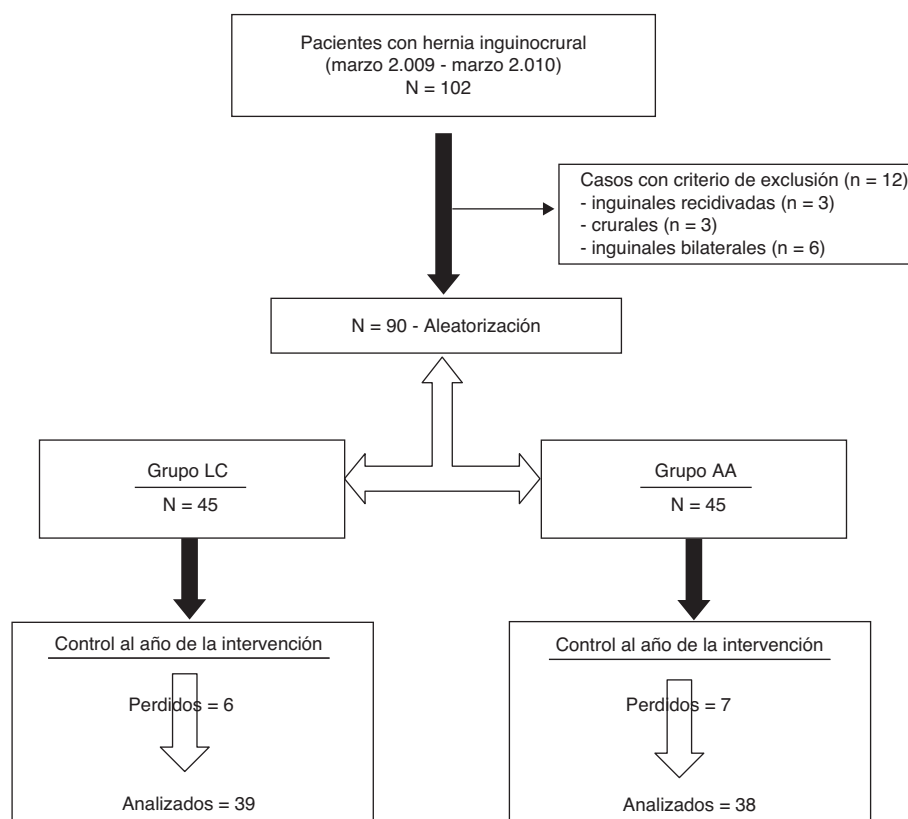 Pacientes con hernia inguinocrural
(marzo 2.009 - marzo 2.010)
N = 102
Casos con criterio de exclusión (n = 12)
- inguinales recidivadas (n = 3)
- crurales (n = 3)
- inguinales bilaterales (n = 6)
N = 90 - Aleatorización
Grupo LC
N = 45
Grupo AA
N = 45
Control al año de la intervención
Perdidos = 6
Analizados = 39
Control al año de la intervención
Perdidos = 7
Analizados = 38